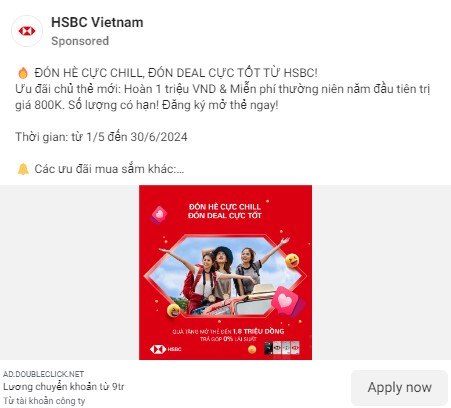 HSBC Vietnam
Sponsored
🔥 ĐÓN HÈ CỰC CHILL, ĐÓN DEAL CỰC TỐT TỪ HSBC!
Ưu đãi chủ thẻ mới: Hoàn 1 triệu VND & Miễn phí thường niên năm đầu tiên trị
giá 800K. Số lượng có hạn! Đăng ký mở thẻ ngay!
Thời gian: từ 1/5 đến 30/6/2024
🔔 Các ưu đãi mua sắm khác:...
ĐÓN HÈ CỰC CHILL
ĐÓN DEAL CỰC TỐT
QUÀ TẶNG MỞ THẺ ĐẾN 1.8 TRIỆU ĐỒNG
TRẢ GÓP 0% LÃI SUẤT
HSBC
AD.DOUBLECLICK.NET
Lương chuyển khoản từ 9tr
Từ tài khoản công ty
Apply now